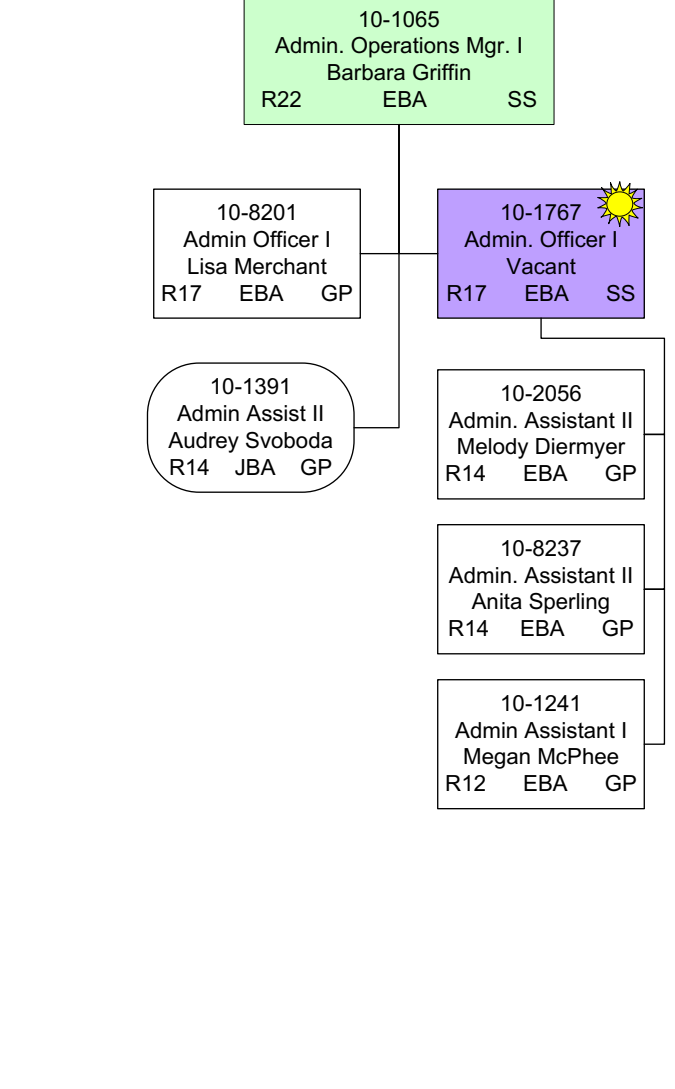 10-1065
Admin. Operations Mgr. I
Barbara Griffin
R22 EBA SS
10-8201
Admin Officer I
Lisa Merchant
R17 EBA GP
10-1767
Admin. Officer I
Vacant
R17 EBA SS
10-1391
Admin Assist II
Audrey Svoboda
R14 JBA GP
10-2056
Admin. Assistant II
Melody Diermyer
R14 EBA GP
10-8237
Admin. Assistant II
Anita Sperling
R14 EBA GP
10-1241
Admin Assistant I
Megan McPhee
R12 EBA GP